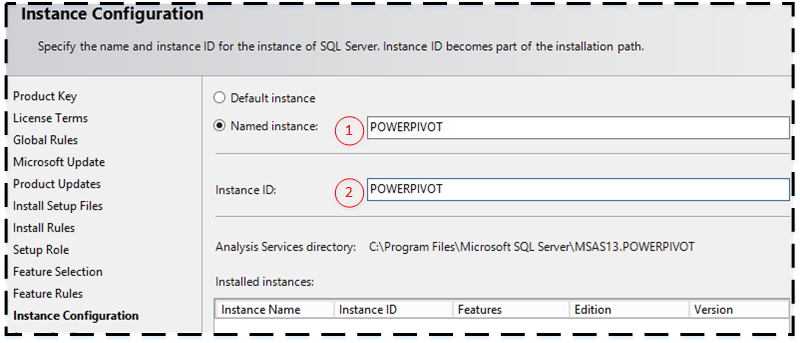 Instance Configuration
Specify the name and instance ID for the instance of SQL Server. Instance ID becomes part of the installation path.
Product Key
License Terms
Global Rules
Microsoft Update
Product Updates
Install Setup Files
Install Rules
Setup Role
Feature Selection
Feature Rules
Instance Configuration
Default instance
Named instance: 1 POWERPIVOT
Instance ID: 2 POWERPIVOT
Analysis Services directory: C:\Program Files\Microsoft SQL Server\MSAS13.POWERPIVOT
Installed instances:
Instance Name Instance ID Features Edition Version